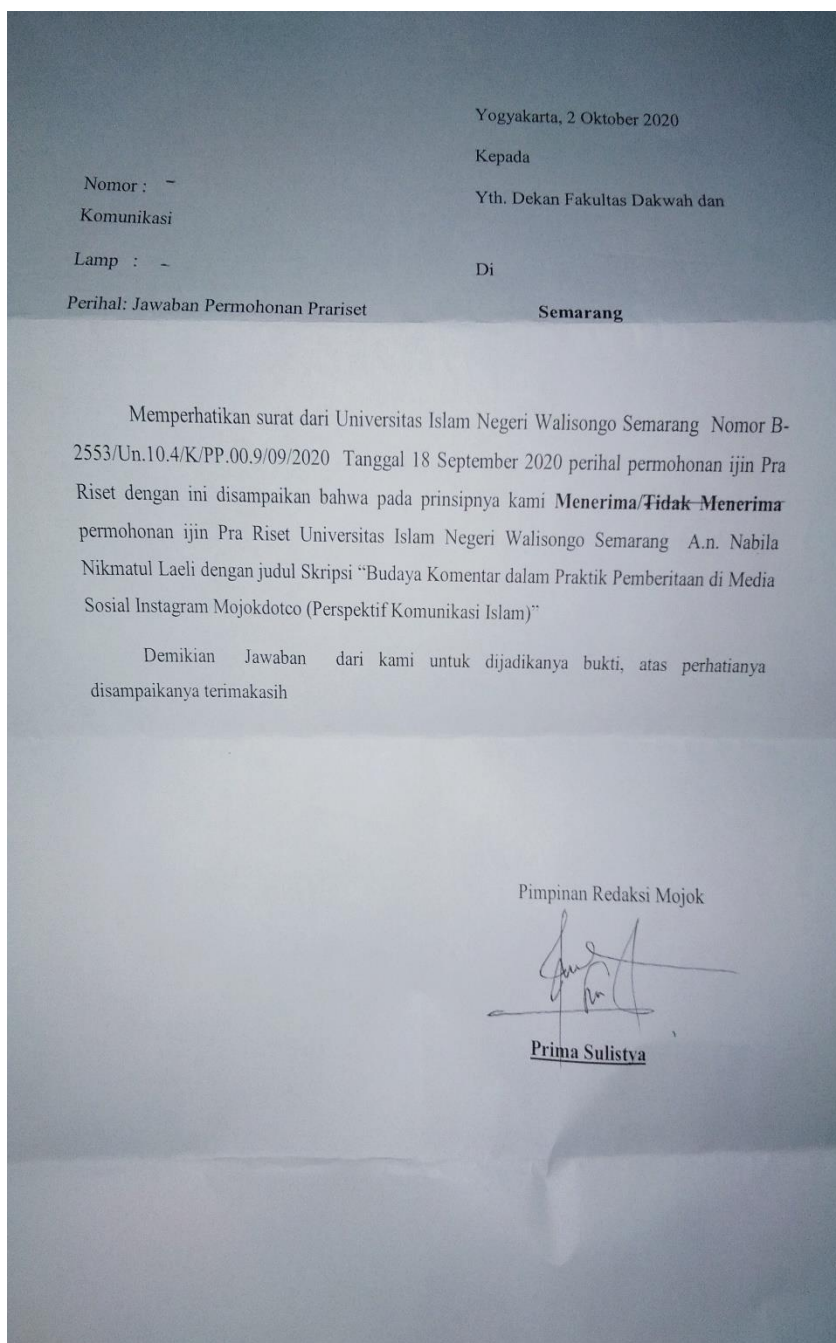 Yogyakarta, 2 Oktober 2020
Kepada
Nomor : -
Yth. Dekan Fakultas Dakwah dan
Komunikasi
Lamp : -
Di
Perihal: Jawaban Permohonan Prariset
Semarang
Memperhatikan surat dari Universitas Islam Negeri Walisongo Semarang Nomor B-
2553/Un.10.4/K/PP.00.9/09/2020 Tanggal 18 September 2020 perihal permohonan ijin Pra
Riset dengan ini disampaikan bahwa pada prinsipnya kami Menerima/Tidak Menerima
permohonan ijin Pra Riset Universitas Islam Negeri Walisongo Semarang A.n. Nabila
Nikmatul Laeli dengan judul Skripsi “Budaya Komentar dalam Praktik Pemberitaan di Media
Sosial Instagram Mojokdotco (Perspektif Komunikasi Islam)”
Demikian Jawaban dari kami untuk dijadikanya bukti, atas perhatianya
disampaikanya terimakasih
Pimpinan Redaksi Mojok
Prima Sulistya